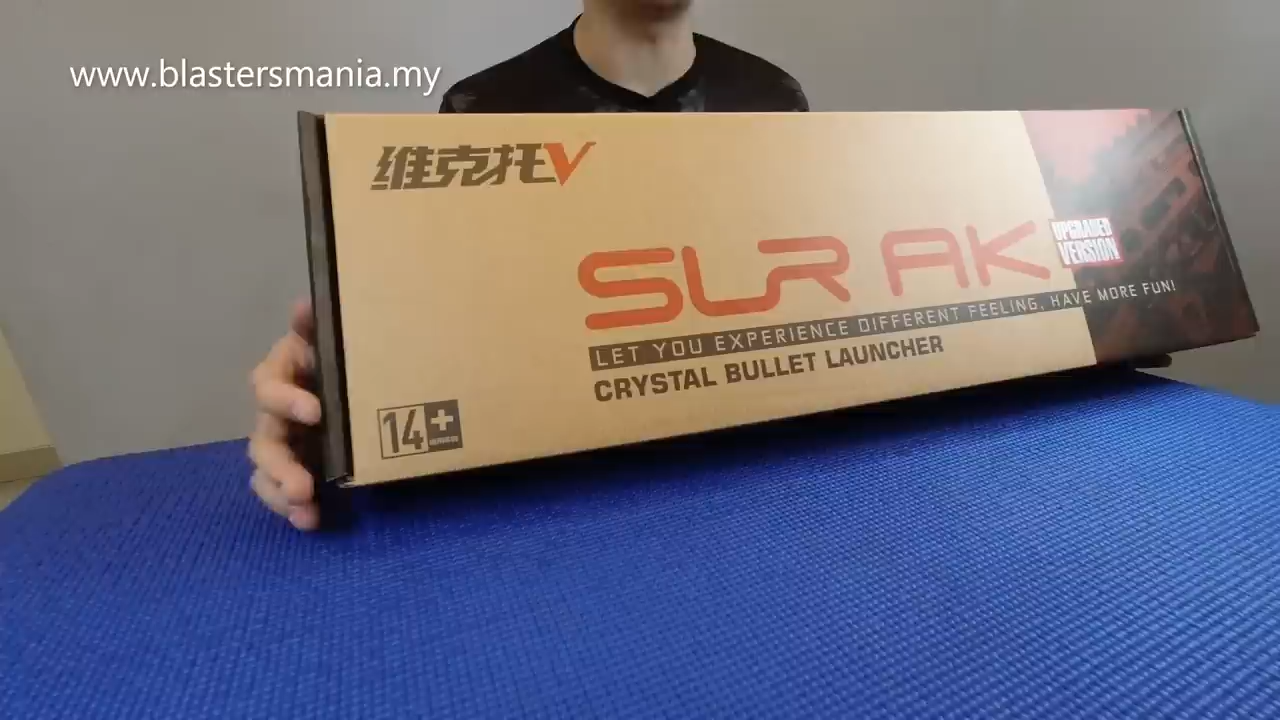 www.blastersmania.my
维克托V
SLR AK
UPGRADED
VERSION
LET YOU EXPERIENCE DIFFERENT FEELING, HAVE MORE FUN!
CRYSTAL BULLET LAUNCHER
14+